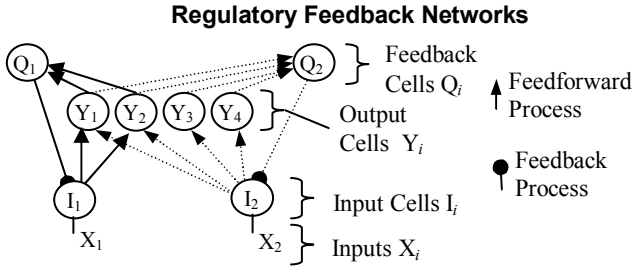 Regulatory Feedback Networks
Q1
Q2
Feedback
Cells Qi
Y1
Y2
Y3
Y4
Output
Cells Yi
Feedforward
Process
Feedback
Process
I1
I2
Input Cells Ii
X1
X2
Inputs Xi